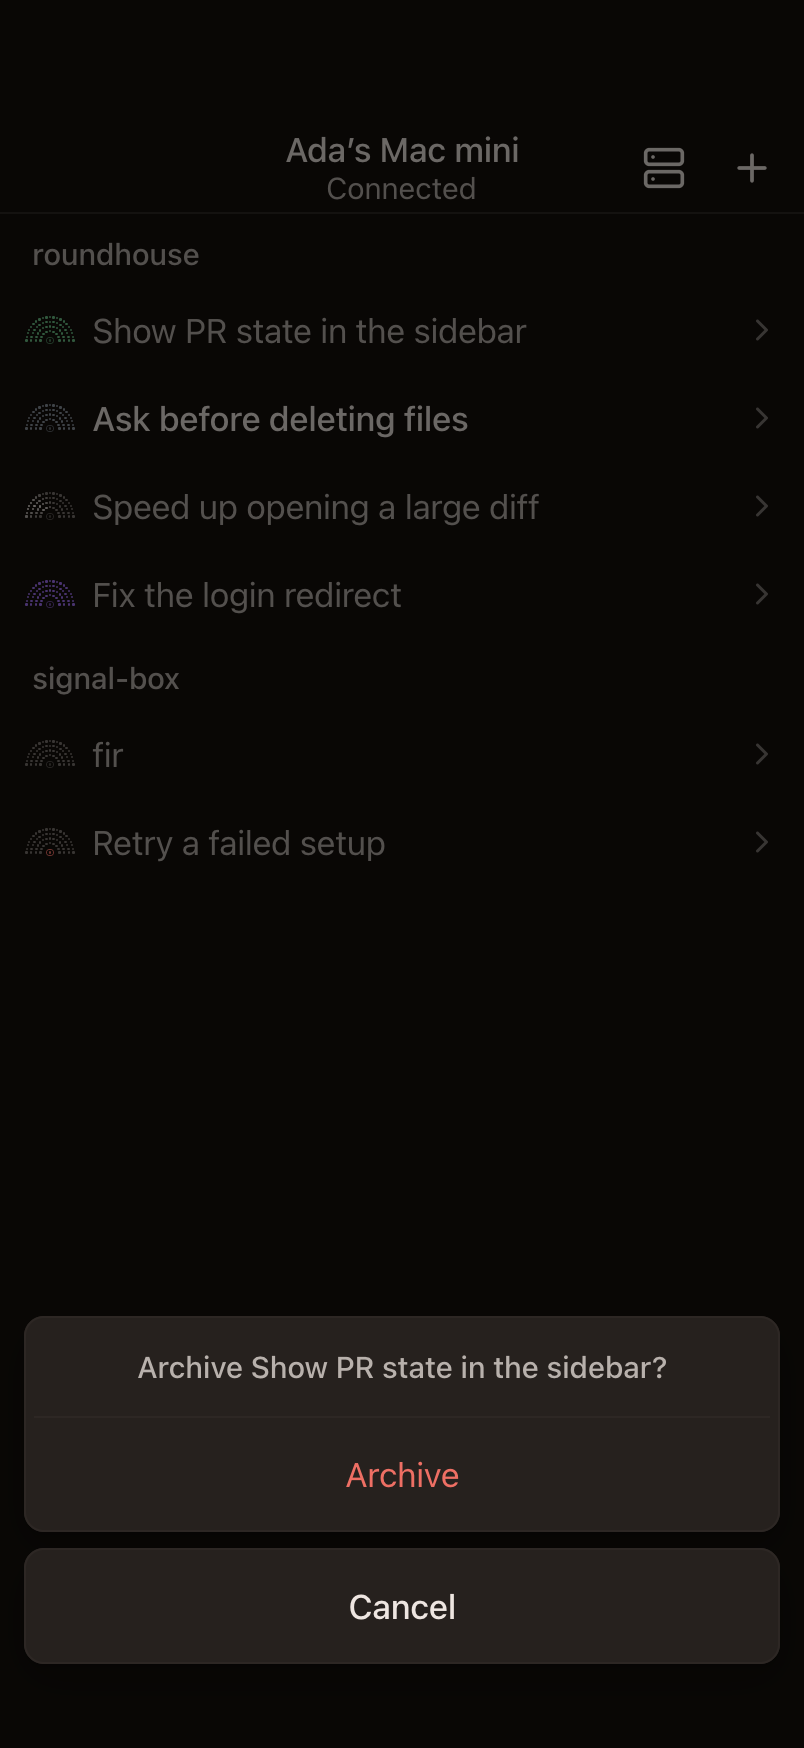 Ada’s Mac mini
Connected
roundhouse
Show PR state in the sidebar
Ask before deleting files
Speed up opening a large diff
Fix the login redirect
signal-box
fir
Retry a failed setup
Archive Show PR state in the sidebar?
Archive
Cancel